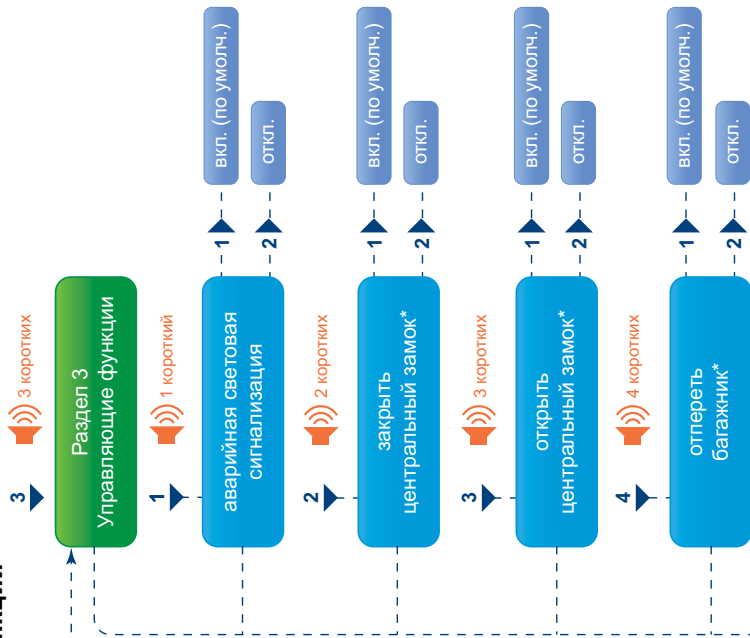 3
3 коротких
Раздел 3
Управляющие функции
1
1 короткий
аварийная световая
сигнализация
1
вкл. (по умолч.)
2
откл.
2
2 коротких
закрыть
центральный замок*
1
вкл. (по умолч.)
2
откл.
3
3 коротких
открыть
центральный замок*
1
вкл. (по умолч.)
2
откл.
4
4 коротких
отпереть
багажник*
1
вкл. (по умолч.)
2
откл.